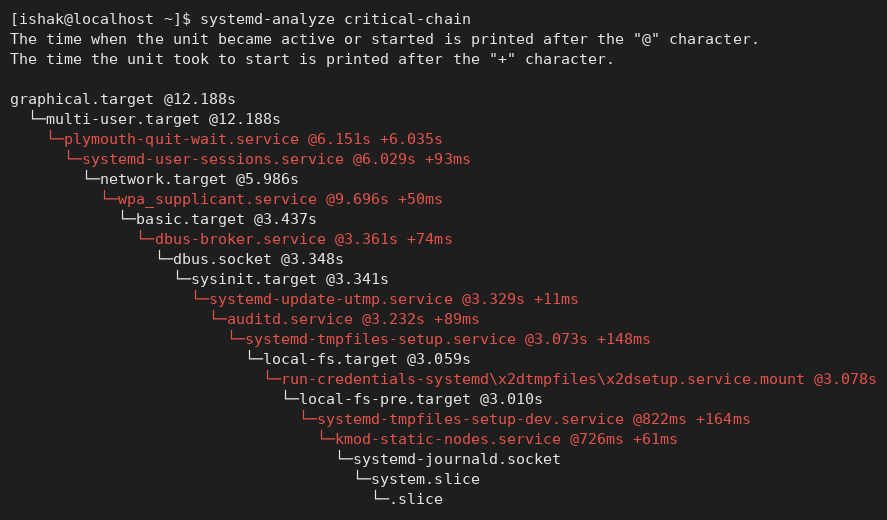 [ishak@localhost ~]$ systemd-analyze critical-chain
The time when the unit became active or started is printed after the "@" character.
The time the unit took to start is printed after the "+" character.

graphical.target @12.188s
  └─multi-user.target @12.188s
    └─plymouth-quit-wait.service @6.151s +6.035s
      └─systemd-user-sessions.service @6.029s +93ms
        └─network.target @5.986s
          └─wpa_supplicant.service @9.696s +50ms
            └─basic.target @3.437s
              └─dbus-broker.service @3.361s +74ms
                └─dbus.socket @3.348s
                  └─sysinit.target @3.341s
                    └─systemd-update-utmp.service @3.329s +11ms
                      └─auditd.service @3.232s +89ms
                        └─systemd-tmpfiles-setup.service @3.073s +148ms
                          └─local-fs.target @3.059s
                            └─run-credentials-systemd\x2dtmpfiles\x2dsetup.service.mount @3.078s
                              └─local-fs-pre.target @3.010s
                                └─systemd-tmpfiles-setup-dev.service @822ms +164ms
                                  └─kmod-static-nodes.service @726ms +61ms
                                    └─systemd-journald.socket
                                      └─system.slice
                                        └─.slice